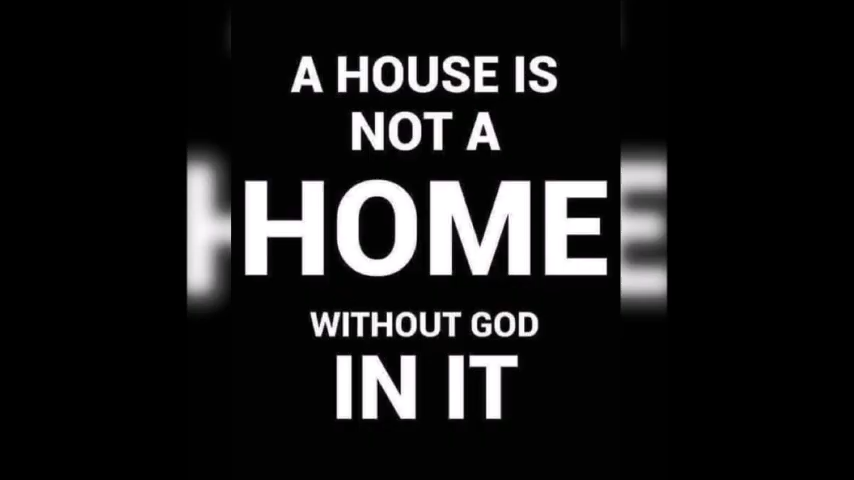 A HOUSE IS
NOT A
HOME
WITHOUT GOD
IN IT